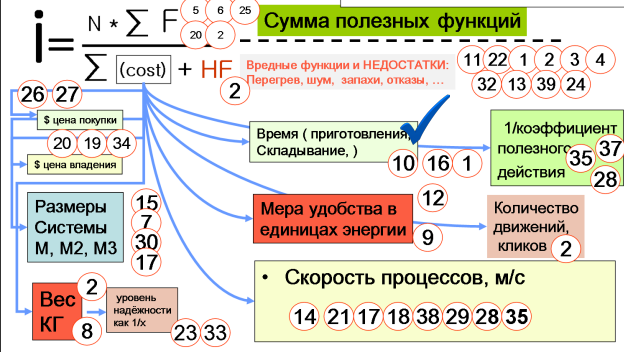 5 6 25
i = N * ∑ F
20 2
Сумма полезных функций
∑ (cost) + HF
2
Вредные функции и НЕДОСТАТКИ:
Перегрев, шум, запахи, отказы, …
11 22 1 2 3 4
32 13 39 24
26 27
$ цена покупки
20 19 34
$ цена владения
Время ( приготовления,
Складывание, )
10 16 1
1/коэффициент
полезного
действия
35 37
28
Размеры
Системы
М, М2, М3
15
7
30
17
12
Мера удобства в
единицах энергии
9
Количество
движений,
кликов
2
Вес
КГ
2
8
уровень
надёжности
как 1/x
23 33
• Скорость процессов, м/с
14 21 17 18 38 29 28 35